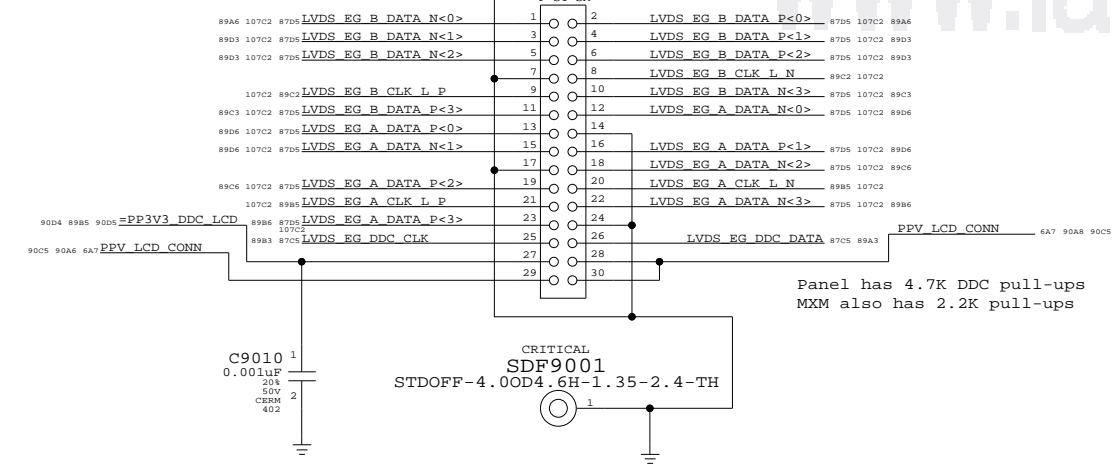 89A6 107C2 87D5 LVDS_EG_B_DATA_N<0> 1 2 LVDS_EG_B_DATA_P<0> 87D5 107C2 89A6
89D3 107C2 87D5 LVDS_EG_B_DATA_N<1> 3 4 LVDS_EG_B_DATA_P<1> 87D5 107C2 89D3
89D3 107C2 87D5 LVDS_EG_B_DATA_N<2> 5 6 LVDS_EG_B_DATA_P<2> 87D5 107C2 89D3
7 8 LVDS_EG_B_CLK_L_N 89C2 107C2
107C2 89C2 LVDS_EG_B_CLK_L_P 9 10 LVDS_EG_B_DATA_N<3> 87D5 107C2 89C3
89C3 107C2 87D5 LVDS_EG_B_DATA_P<3> 11 12 LVDS_EG_A_DATA_N<0> 87D5 107C2 89D6
89D6 107C2 87D5 LVDS_EG_A_DATA_P<0> 13 14
89D6 107C2 87D5 LVDS_EG_A_DATA_N<1> 15 16 LVDS_EG_A_DATA_P<1> 87D5 107C2 89D6
17 18 LVDS_EG_A_DATA_N<2> 87D5 107C2 89C6
89C6 107C2 87D5 LVDS_EG_A_DATA_P<2> 19 20 LVDS_EG_A_CLK_L_N 89B5 107C2
107C2 89B5 LVDS_EG_A_CLK_L_P 21 22 LVDS_EG_A_DATA_N<3> 87D5 107C2 89B6
90D4 89B5 90D5 =PP3V3_DDC_LCD 89B6 87D5 LVDS_EG_A_DATA_P<3> 23 24
107C2
89B3 87C5 LVDS_EG_DDC_CLK 25 26 LVDS_EG_DDC_DATA 87C5 89A3 PPV_LCD_CONN 6A7 90A8 90C5
90C5 90A6 6A7 PPV_LCD_CONN 27 28
29 30
Panel has 4.7K DDC pull-ups
MXM also has 2.2K pull-ups
CRITICAL
SDF9001
STDOFF-4.0OD4.6H-1.35-2.4-TH
1
C9010 1
0.001uF
20%
50V 2
CERM
402